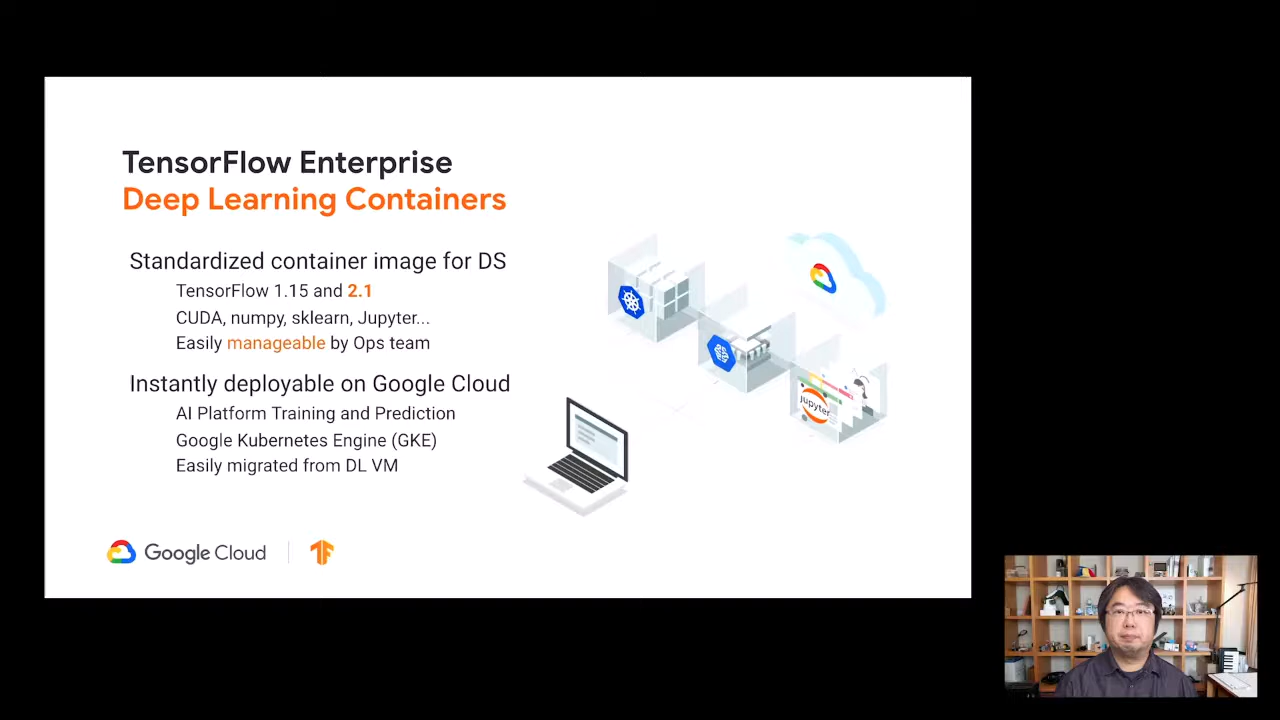 TensorFlow Enterprise
Deep Learning Containers
Standardized container image for DS
TensorFlow 1.15 and 2.1
CUDA, numpy, sklearn, Jupyter...
Easily manageable by Ops team
Instantly deployable on Google Cloud
AI Platform Training and Prediction
Google Kubernetes Engine (GKE)
Easily migrated from DL VM
jupyter
Google Cloud